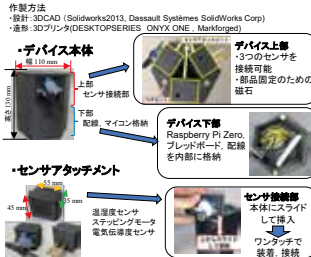 作製方法
・設計：3DCAD（Solidworks2013, Dassault Systèmes SolidWorks Corp）
・造形：3Dプリンタ(DESKTOPSERIES ONYX ONE, Markforged)
・デバイス本体
幅110 mm
高さ130 mm
上部
センサ接続部
下部
配線、マイコン格納
デバイス上部
・3つのセンサを
接続可能
・部品固定のための
磁石
デバイス下部
Raspberry Pi Zero,
ブレッドボード, 配線
を内部に格納
・センサアタッチメント
55 mm
45 mm
35 mm
温湿度センサ
ステッピングモータ
電気伝導度センサ
センサ接続部
本体にスライド
して挿入
ワンタッチで
装着, 接続